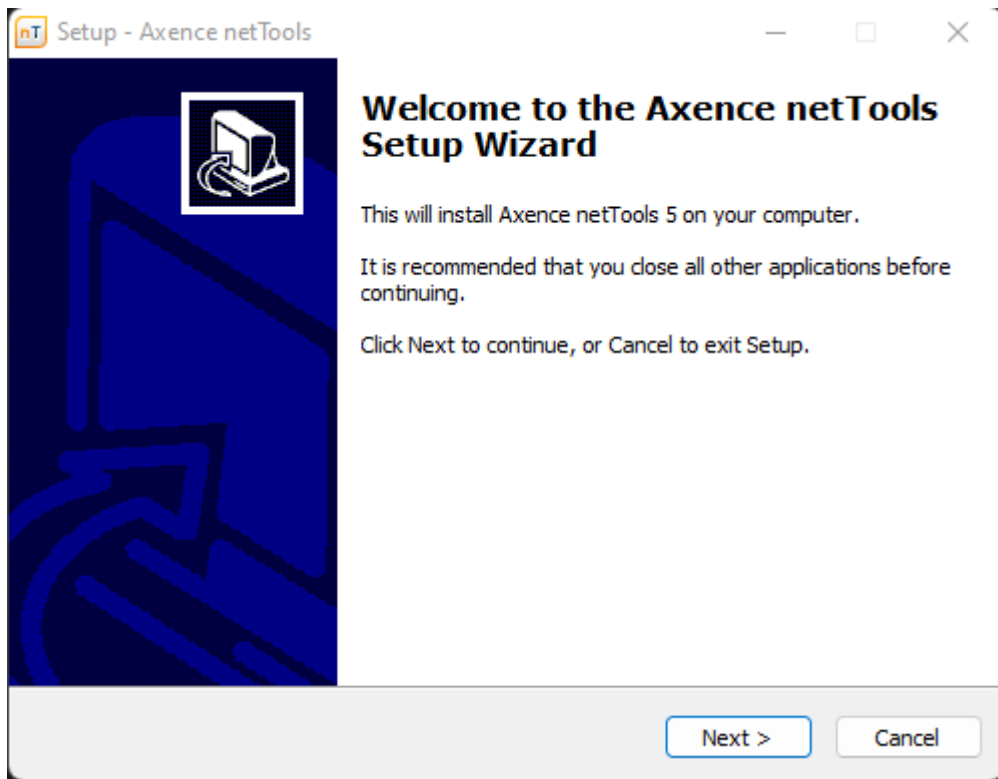 nT Setup - Axence netTools
Welcome to the Axence netTools
Setup Wizard
This will install Axence netTools 5 on your computer.
It is recommended that you close all other applications before
continuing.
Click Next to continue, or Cancel to exit Setup.
Next >
Cancel